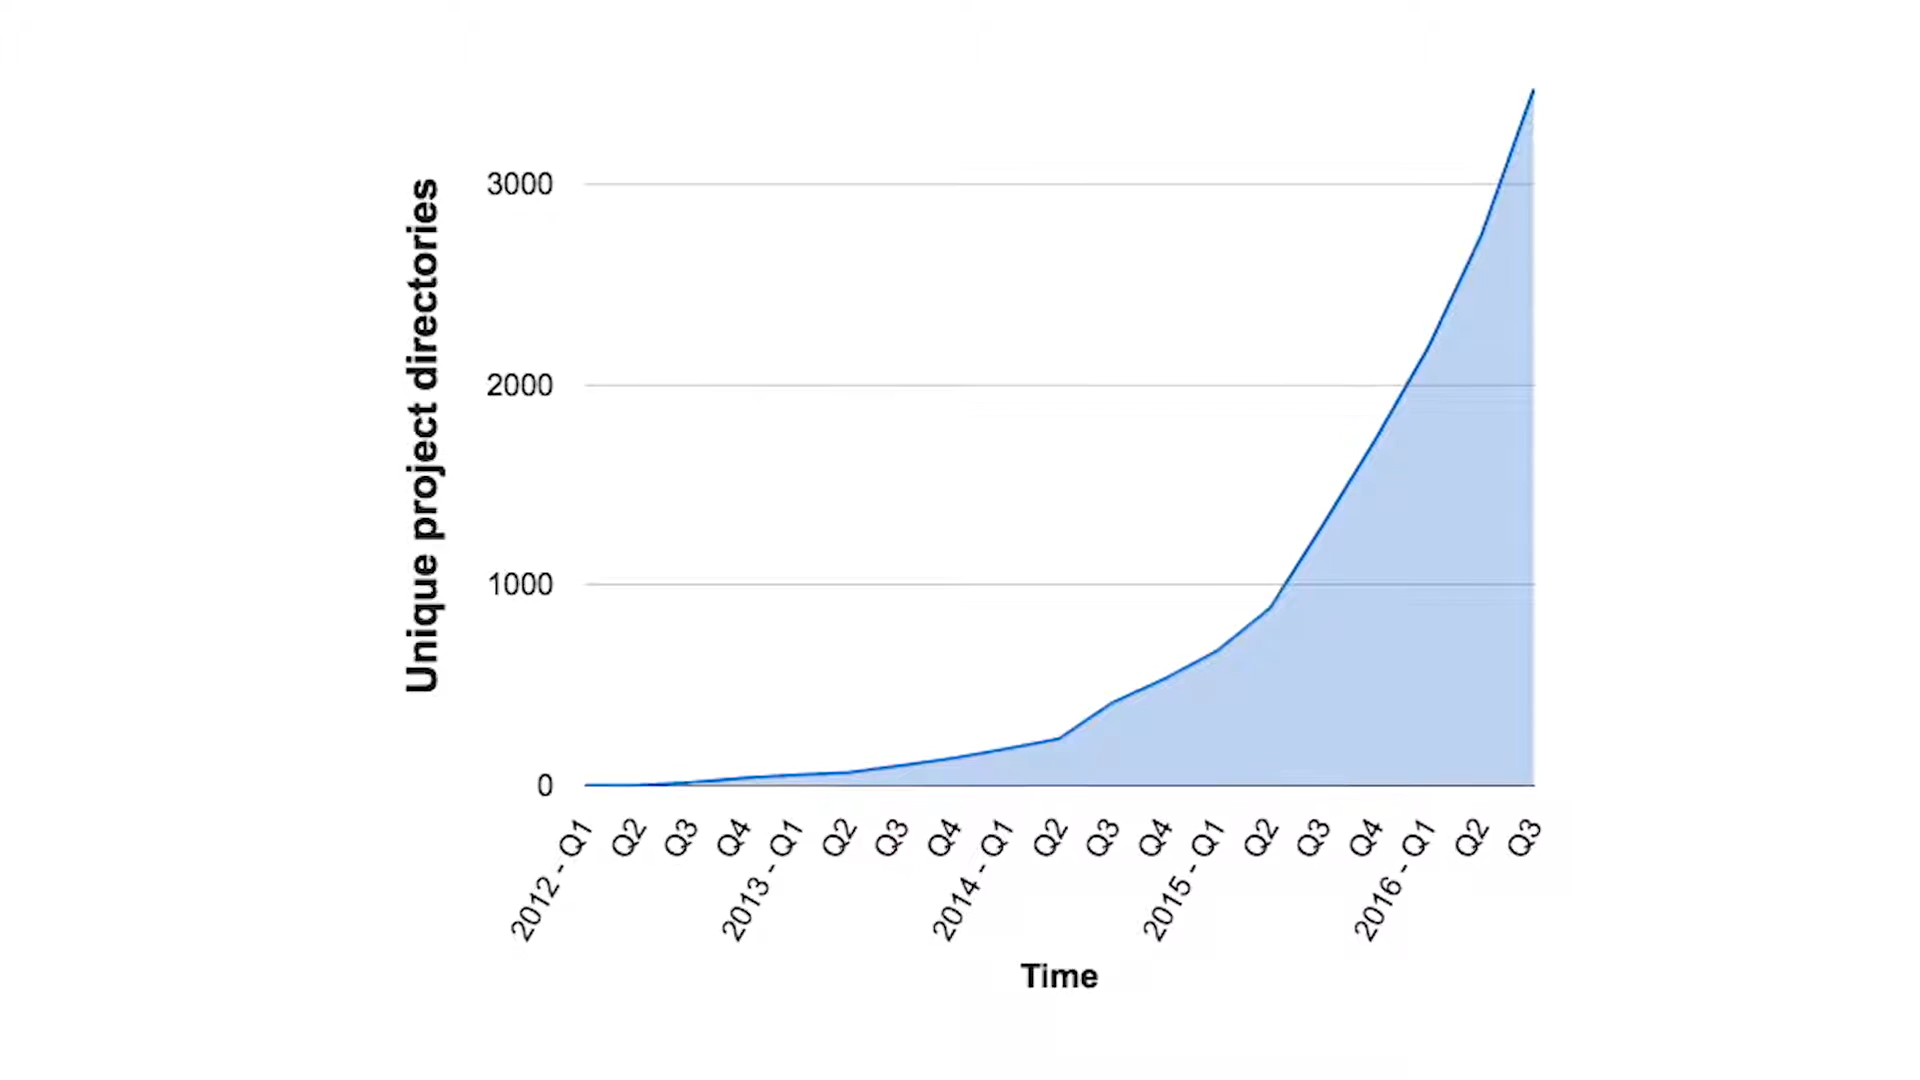 Unique project directories
3000
2000
1000
0
2012 - Q1
Q2
Q3
Q4
2013 - Q1
Q2
Q3
Q4
2014 - Q1
Q2
Q3
Q4
2015 - Q1
Q2
Q3
Q4
2016 - Q1
Q2
Q3
Time